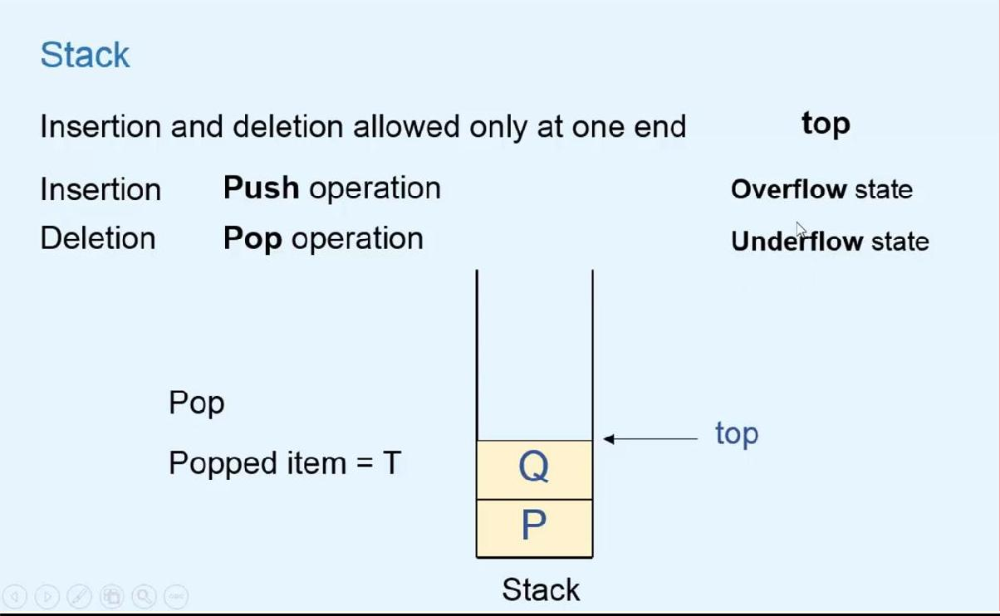 Stack
Insertion and deletion allowed only at one end top
Insertion Push operation Overflow state
Deletion Pop operation Underflow state
Pop
top
Popped item = T
Q
P
Stack